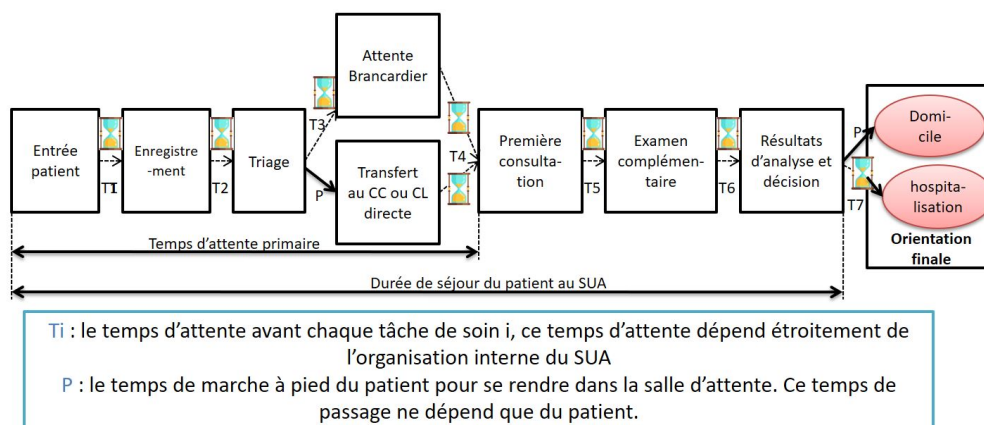 Attente
Brancardier
T3
T4
Entrée
patient
T1
Enregistre
-ment
T2
Triage
P
Transfert
au CC ou CL
directe
Première
consulta-
tion
T5
Examen
complémen-
taire
T6
Résultats
d'analyse et
décision
P
T7
Domi-
cile
hospita-
lisation
Orientation
finale
Temps d'attente primaire
Durée de séjour du patient au SUA
Ti : le temps d'attente avant chaque tâche de soin i, ce temps d'attente dépend étroitement de
l'organisation interne du SUA
P : le temps de marche à pied du patient pour se rendre dans la salle d'attente. Ce temps de
passage ne dépend que du patient.